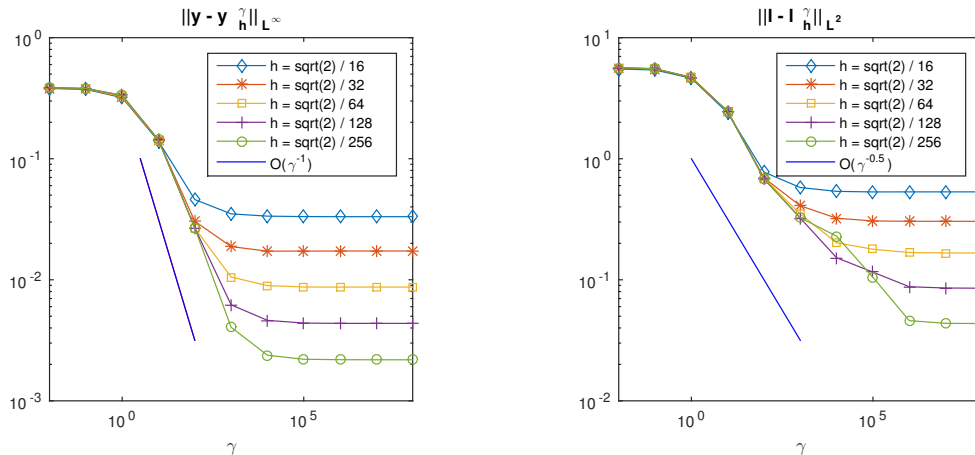 ||y - y^γ_h||_{L^∞}
10^0
10^{-1}
10^{-2}
10^{-3}
10^0
10^5
γ
h = sqrt(2) / 16
h = sqrt(2) / 32
h = sqrt(2) / 64
h = sqrt(2) / 128
h = sqrt(2) / 256
O(γ^{-1})
||l - l^γ_h||_{L^2}
10^1
10^0
10^{-1}
10^{-2}
10^0
10^5
γ
h = sqrt(2) / 16
h = sqrt(2) / 32
h = sqrt(2) / 64
h = sqrt(2) / 128
h = sqrt(2) / 256
O(γ^{-0.5})